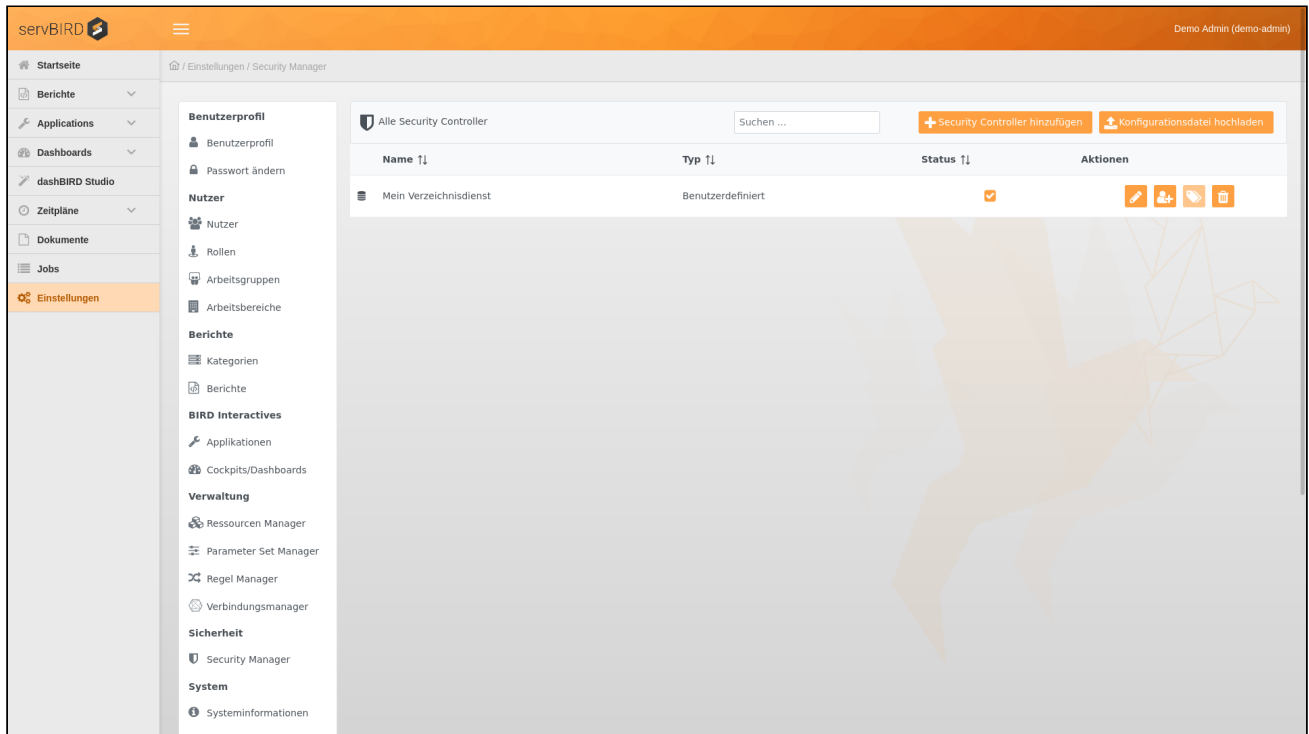 servBIRD
Demo Admin (demo-admin)
Startseite
Berichte
Applications
Dashboards
dashBIRD Studio
Zeitpläne
Dokumente
Jobs
Einstellungen
/ Einstellungen / Security Manager
Benutzerprofil
Benutzerprofil
Passwort ändern
Nutzer
Nutzer
Rollen
Arbeitsgruppen
Arbeitsbereiche
Berichte
Kategorien
Berichte
BIRD Interactives
Applikationen
Cockpits/Dashboards
Verwaltung
Ressourcen Manager
Parameter Set Manager
Regel Manager
Verbindungsmanager
Sicherheit
Security Manager
System
Systeminformationen
Alle Security Controller
Suchen ...
Security Controller hinzufügen
Konfigurationsdatei hochladen
Name Typ Status Aktionen
Mein Verzeichnisdienst Benutzerdefiniert